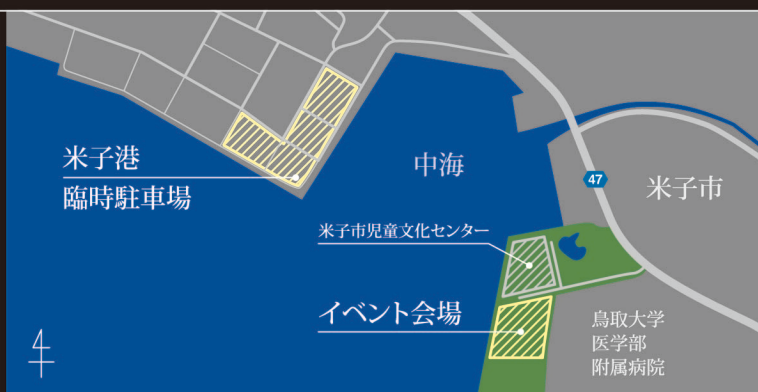 米子港
臨時駐車場
中海
47
米子市
米子市児童文化センター
イベント会場
鳥取大学
医学部
附属病院